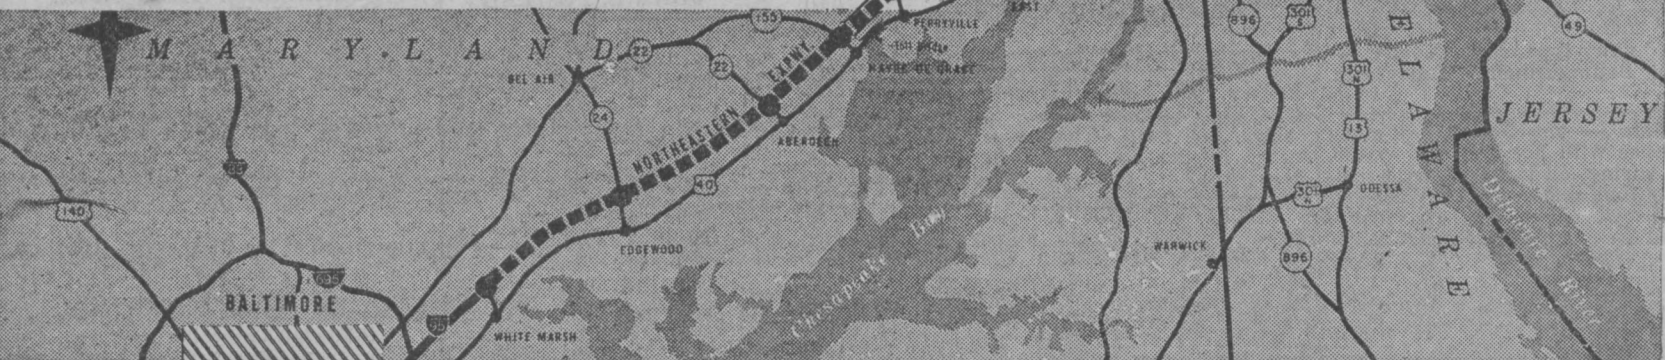 MARYLAND
155
896
301
S
EAST
PERRYVILLE
49
22
22
EXPWY.
HAVRE DE GRACE
BEL AIR
301
N
DELAWARE
JERSEY
24
NORTHEASTERN
ABERDEEN
13
83
40
140
301
N
ODESSA
Delaware River
EDGEWOOD
Chesapeake Bay
WARWICK
896
695
BALTIMORE
95
WHITE MARSH